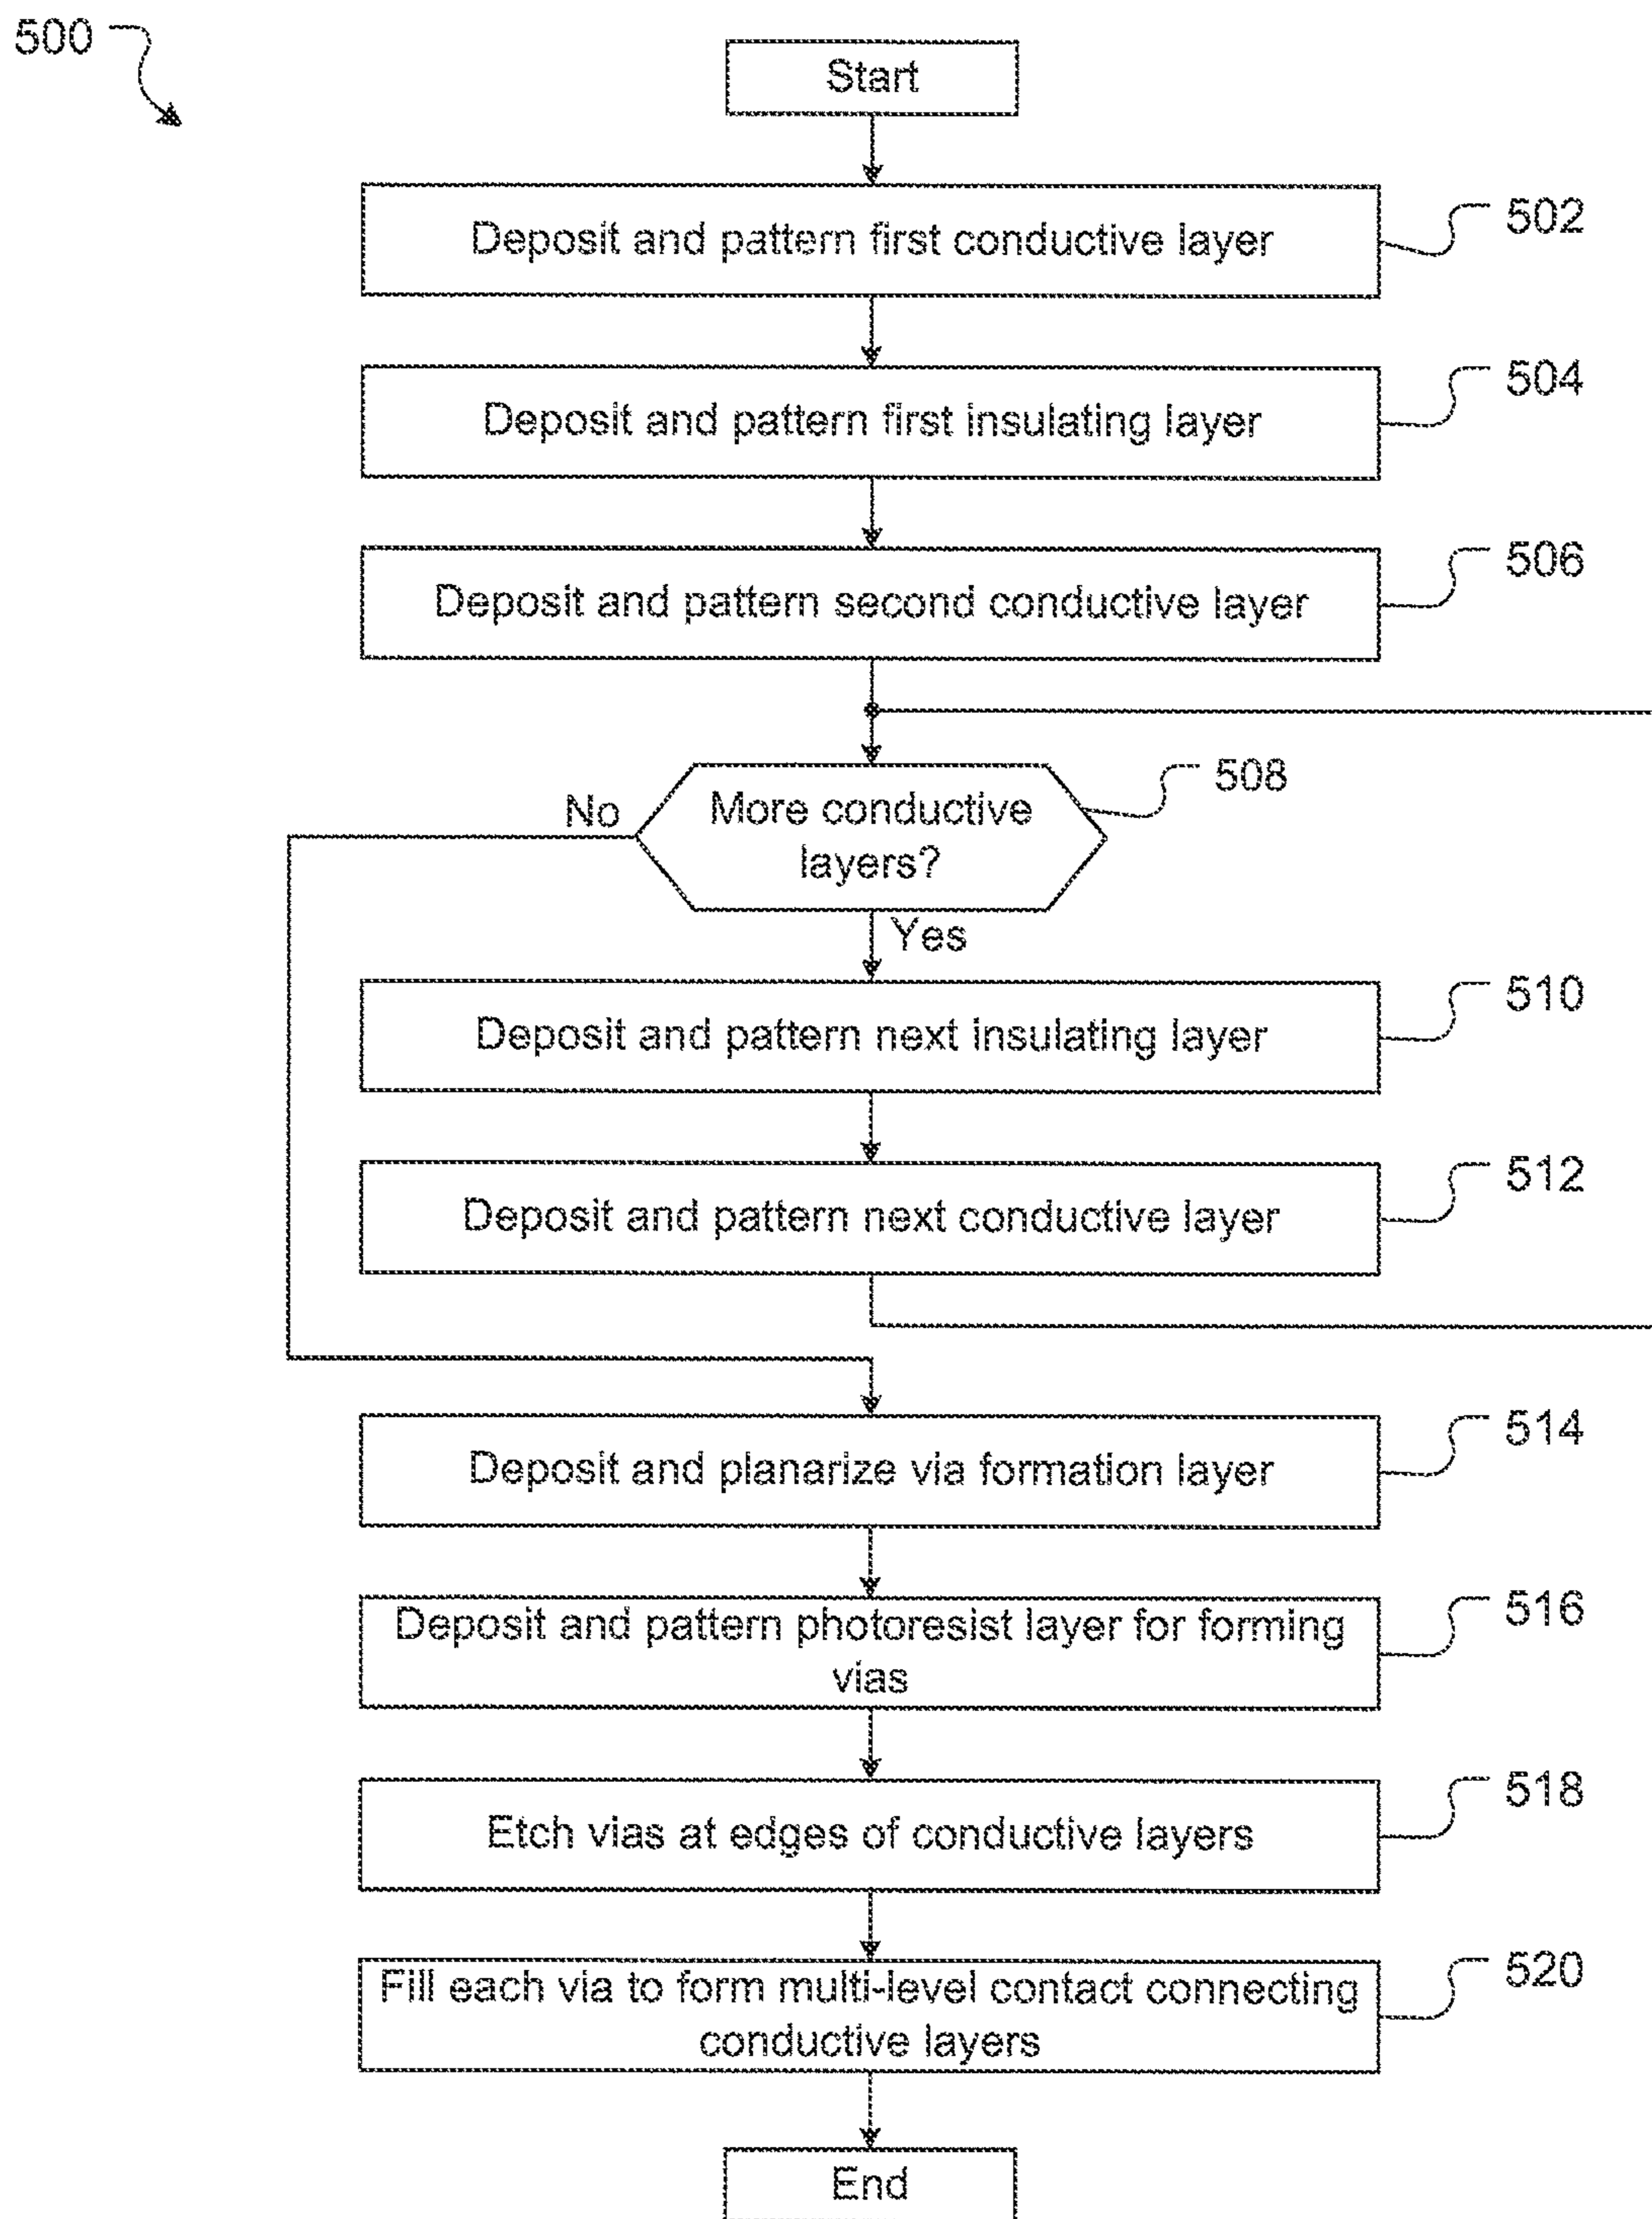 500
Start
Deposit and pattern first conductive layer
502
Deposit and pattern first insulating layer
504
Deposit and pattern second conductive layer
506
More conductive
layers?
508
No
Yes
Deposit and pattern next insulating layer
510
Deposit and pattern next conductive layer
512
Deposit and planarize via formation layer
514
Deposit and pattern photoresist layer for forming
vias
516
Etch vias at edges of conductive layers
518
Fill each via to form multi-level contact connecting
conductive layers
520
End